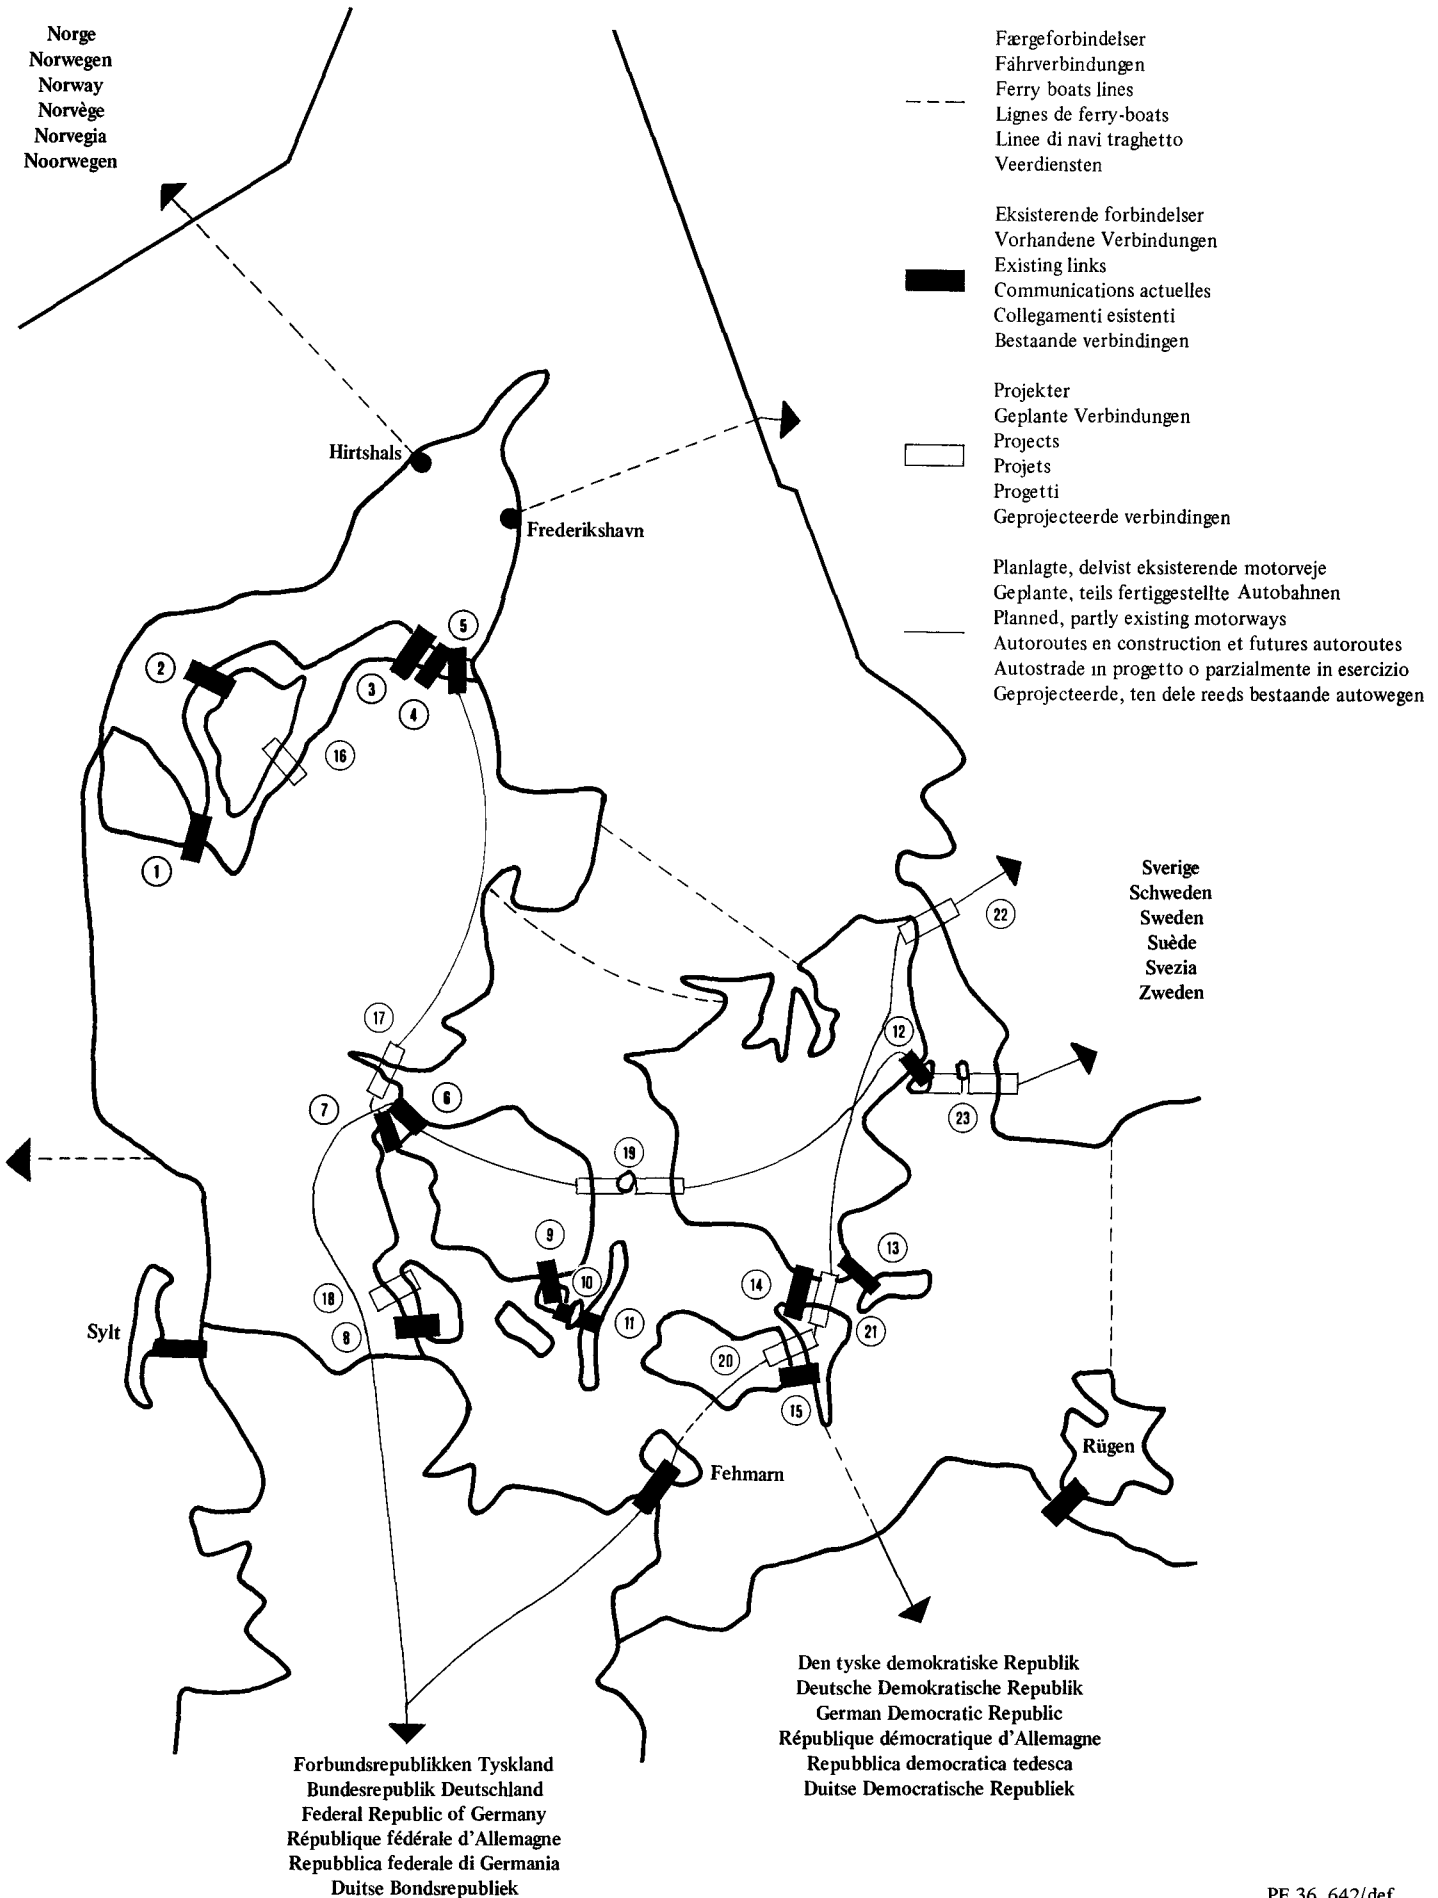 Norge
Norwegen
Norway
Norvège
Norvegia
Noorwegen
Færgeforbindelser
Fährverbindungen
Ferry boats lines
Lignes de ferry-boats
Linee di navi traghetto
Veerdiensten
Eksisterende forbindelser
Vorhandene Verbindungen
Existing links
Communications actuelles
Collegamenti esistenti
Bestaande verbindingen
Projekter
Geplante Verbindungen
Projects
Projets
Progetti
Geprojecteerde verbindingen
Planlagte, delvist eksisterende motorveje
Geplante, teils fertiggestellte Autobahnen
Planned, partly existing motorways
Autoroutes en construction et futures autoroutes
Autostrade in progetto o parzialmente in esercizio
Geprojecteerde, ten dele reeds bestaande autowegen
Hirtshals
Frederikshavn
5
2
3
4
16
1
Sverige
Schweden
Sweden
Suède
Svezia
Zweden
22
17
12
6
7
23
19
9
13
10
14
18
11
Sylt
8
21
20
15
Rügen
Fehmarn
Den tyske demokratiske Republik
Deutsche Demokratische Republik
German Democratic Republic
République démocratique d'Allemagne
Repubblica democratica tedesca
Duitse Democratische Republiek
Forbundsrepublikken Tyskland
Bundesrepublik Deutschland
Federal Republic of Germany
République fédérale d'Allemagne
Repubblica federale di Germania
Duitse Bondsrepubliek
PE 36. 642/def.